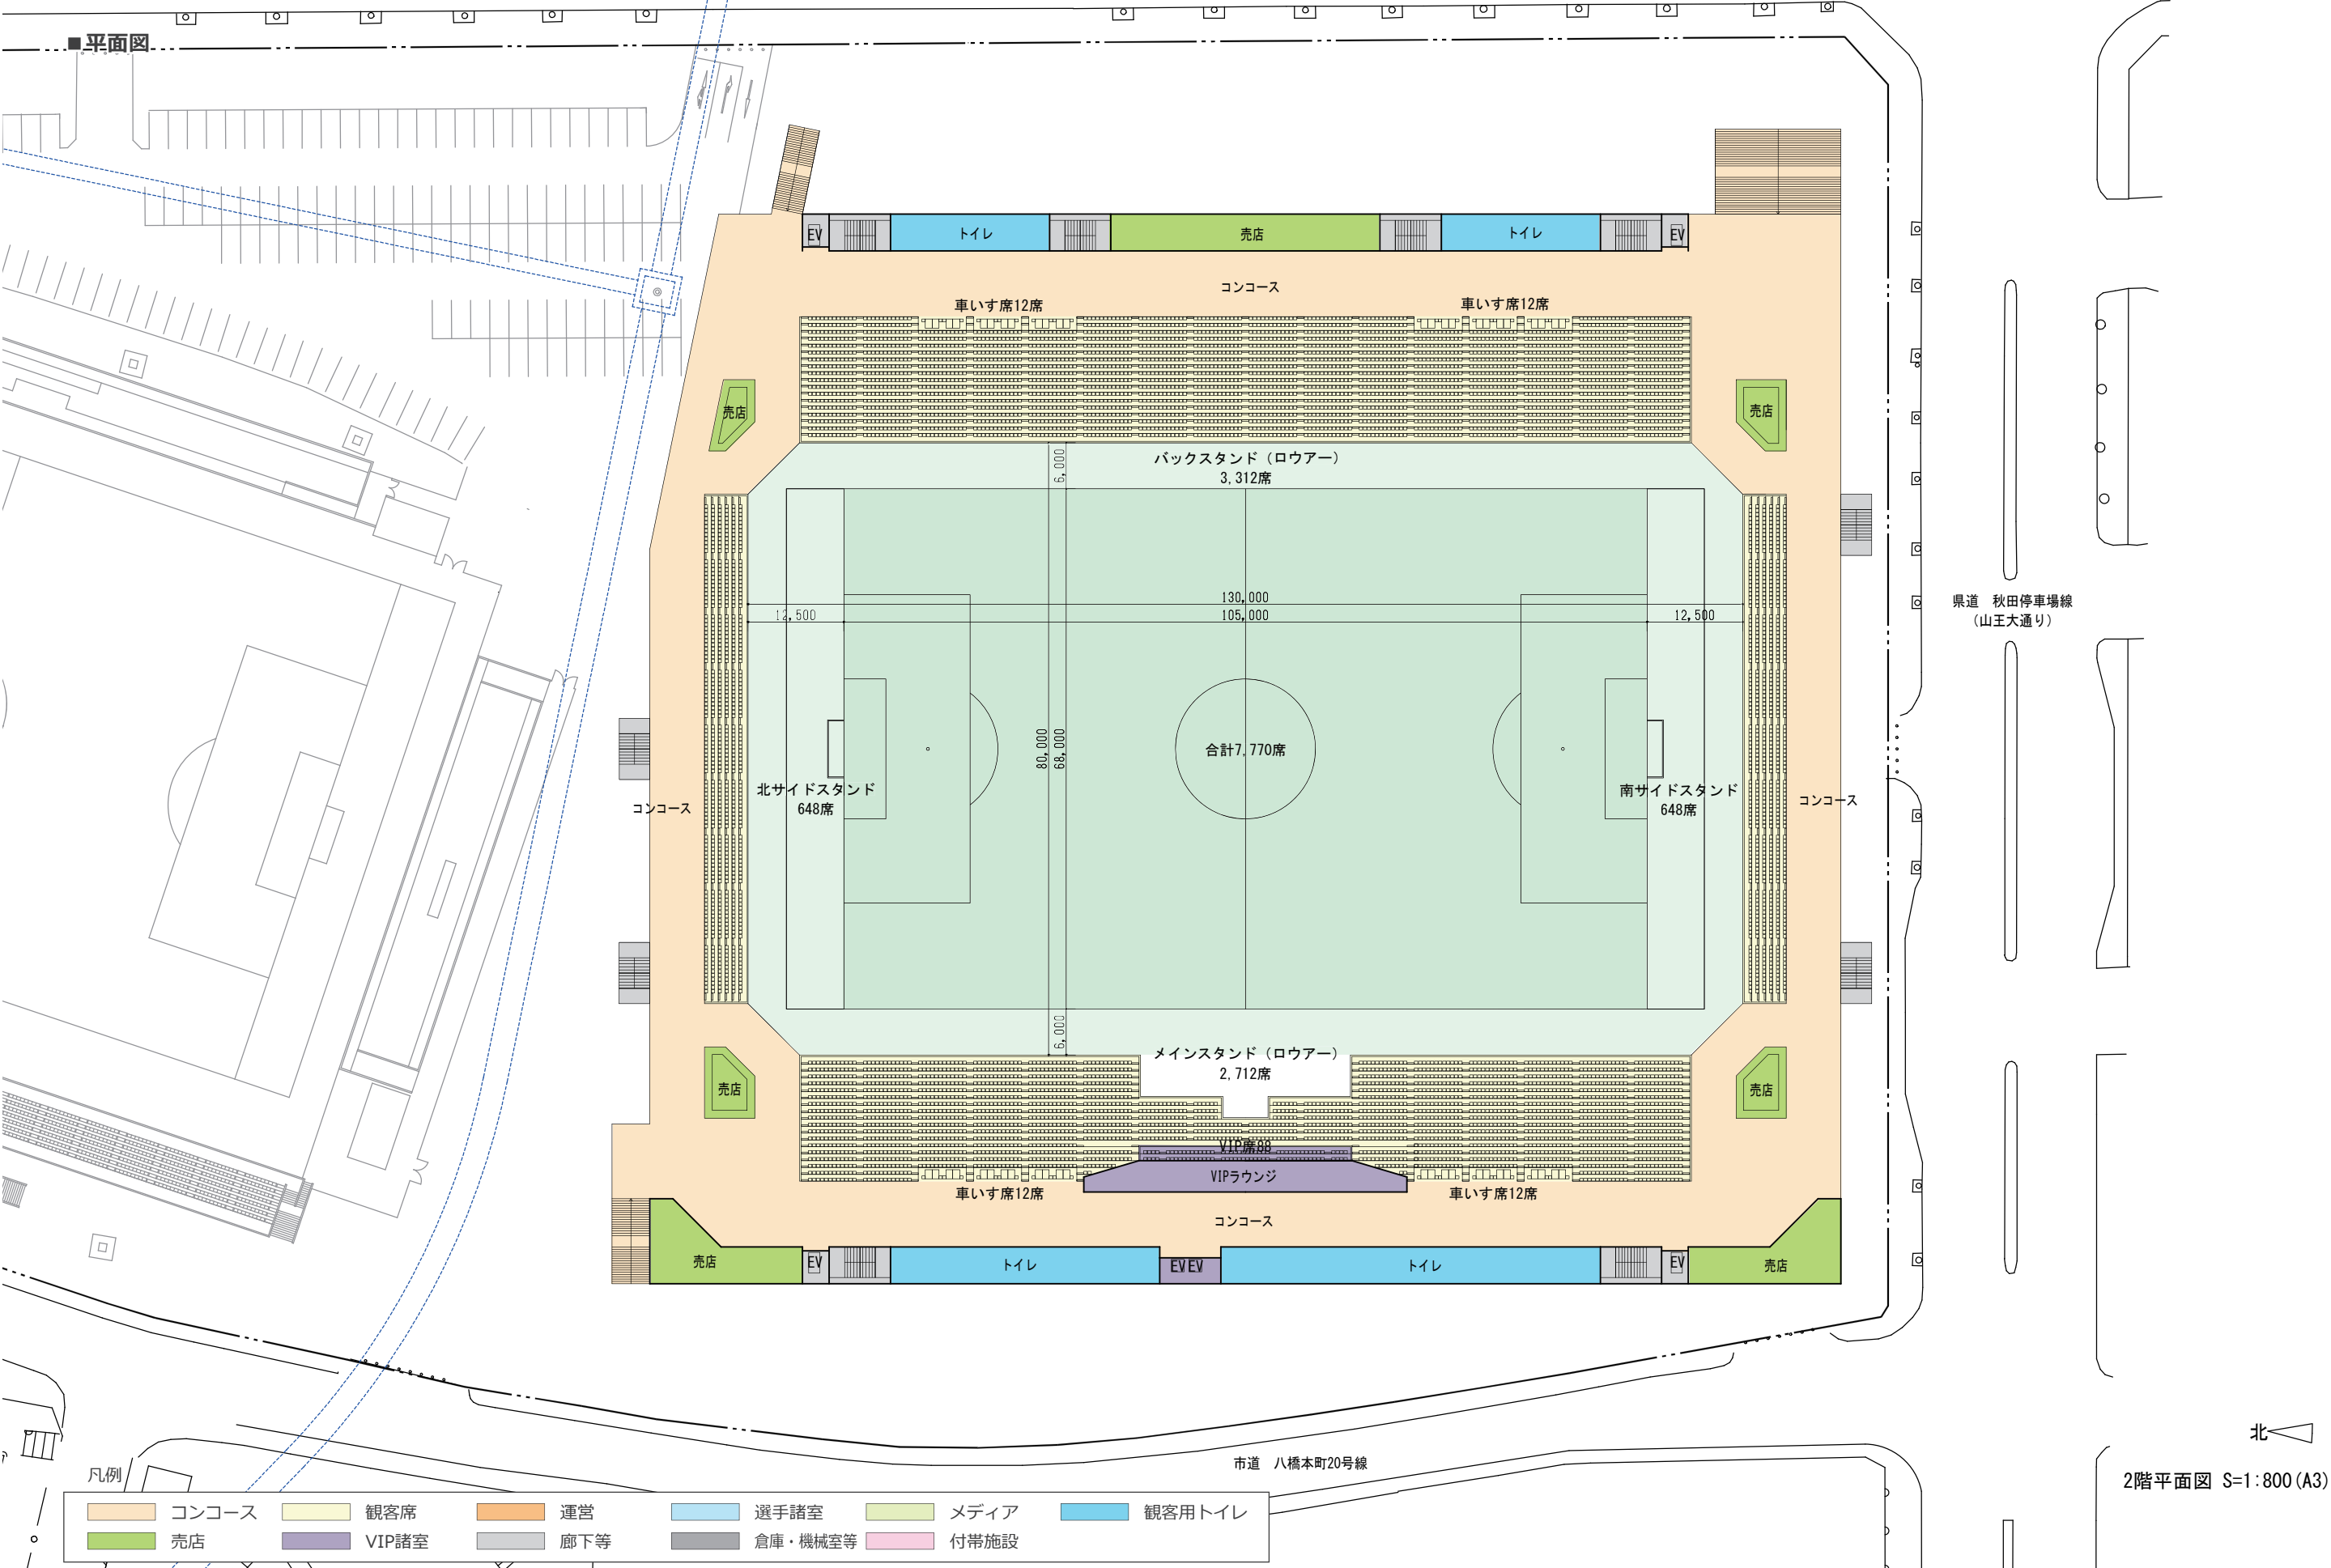 ■平面図
EV
トイレ
売店
トイレ
EV
コンコース
車いす席12席
車いす席12席
売店
売店
バックスタンド（ロウアー）
3,312席
6,000
130,000
12,500
105,000
12,500
県道　秋田停車場線
（山王大通り）
80,000
68,000
合計7,770席
北サイドスタンド
648席
南サイドスタンド
648席
コンコース
コンコース
6,000
メインスタンド（ロウアー）
2,712席
売店
売店
VIP席88
VIPラウンジ
車いす席12席
車いす席12席
コンコース
売店
EV
トイレ
EV
EV
トイレ
EV
売店
北
市道　八橋本町20号線
2階平面図 S=1:800(A3)
凡例
コンコース
観客席
運営
選手諸室
メディア
観客用トイレ
売店
VIP諸室
廊下等
倉庫・機械室等
付帯施設